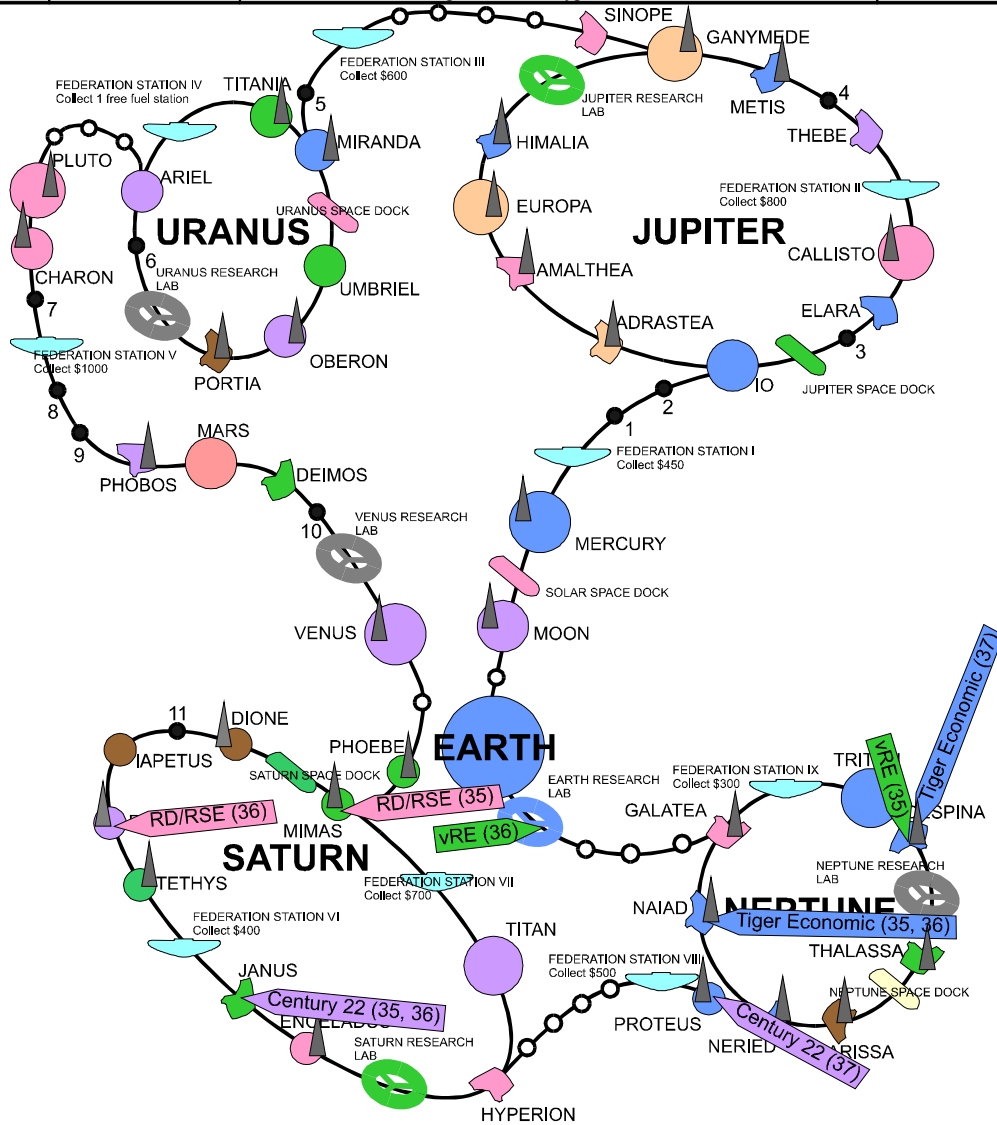 SINOPE
GANYMEDE
FEDERATION STATION III
Collect $600
FEDERATION STATION IV
Collect 1 free fuel station
TITANIA
5
MIRANDA
JUPITER RESEARCH
LAB
METIS
4
THEBE
HIMALIA
PLUTO
ARIEL
FEDERATION STATION II
Collect $800
EUROPA
URANUS SPACE DOCK
URANUS
JUPITER
CALLISTO
CHARON
6
URANUS RESEARCH
LAB
UMBRIEL
AMALTHEA
7
ELARA
ADRASTEA
3
FEDERATION STATION V
Collect $1000
OBERON
PORTIA
IO
JUPITER SPACE DOCK
8
2
1
9
MARS
FEDERATION STATION I
Collect $450
PHOBOS
DEIMOS
VENUS RESEARCH
LAB
10
MERCURY
SOLAR SPACE DOCK
VENUS
MOON
11
DIONE
IAPETUS
PHOEBE
EARTH
SATURN SPACE DOCK
EARTH RESEARCH
LAB
FEDERATION STATION IX
Collect $300
vRE (35)
Tiger Economic (37)
RD/RSE (36)
RD/RSE (35)
MIMAS
vRE (36)
GALATEA
SATURN
TETHYS
FEDERATION STATION VII
Collect $700
NEPTUNE RESEARCH
LAB
NEPTUNE
NAIAD
Tiger Economic (35, 36)
FEDERATION STATION VI
Collect $400
TITAN
THALASSA
FEDERATION STATION VIII
Collect $500
JANUS
NEPTUNE SPACE DOCK
Century 22 (35, 36)
PROTEUS
Century 22 (37)
ENCELADUS
SATURN RESEARCH
LAB
NERIED
HYPERION